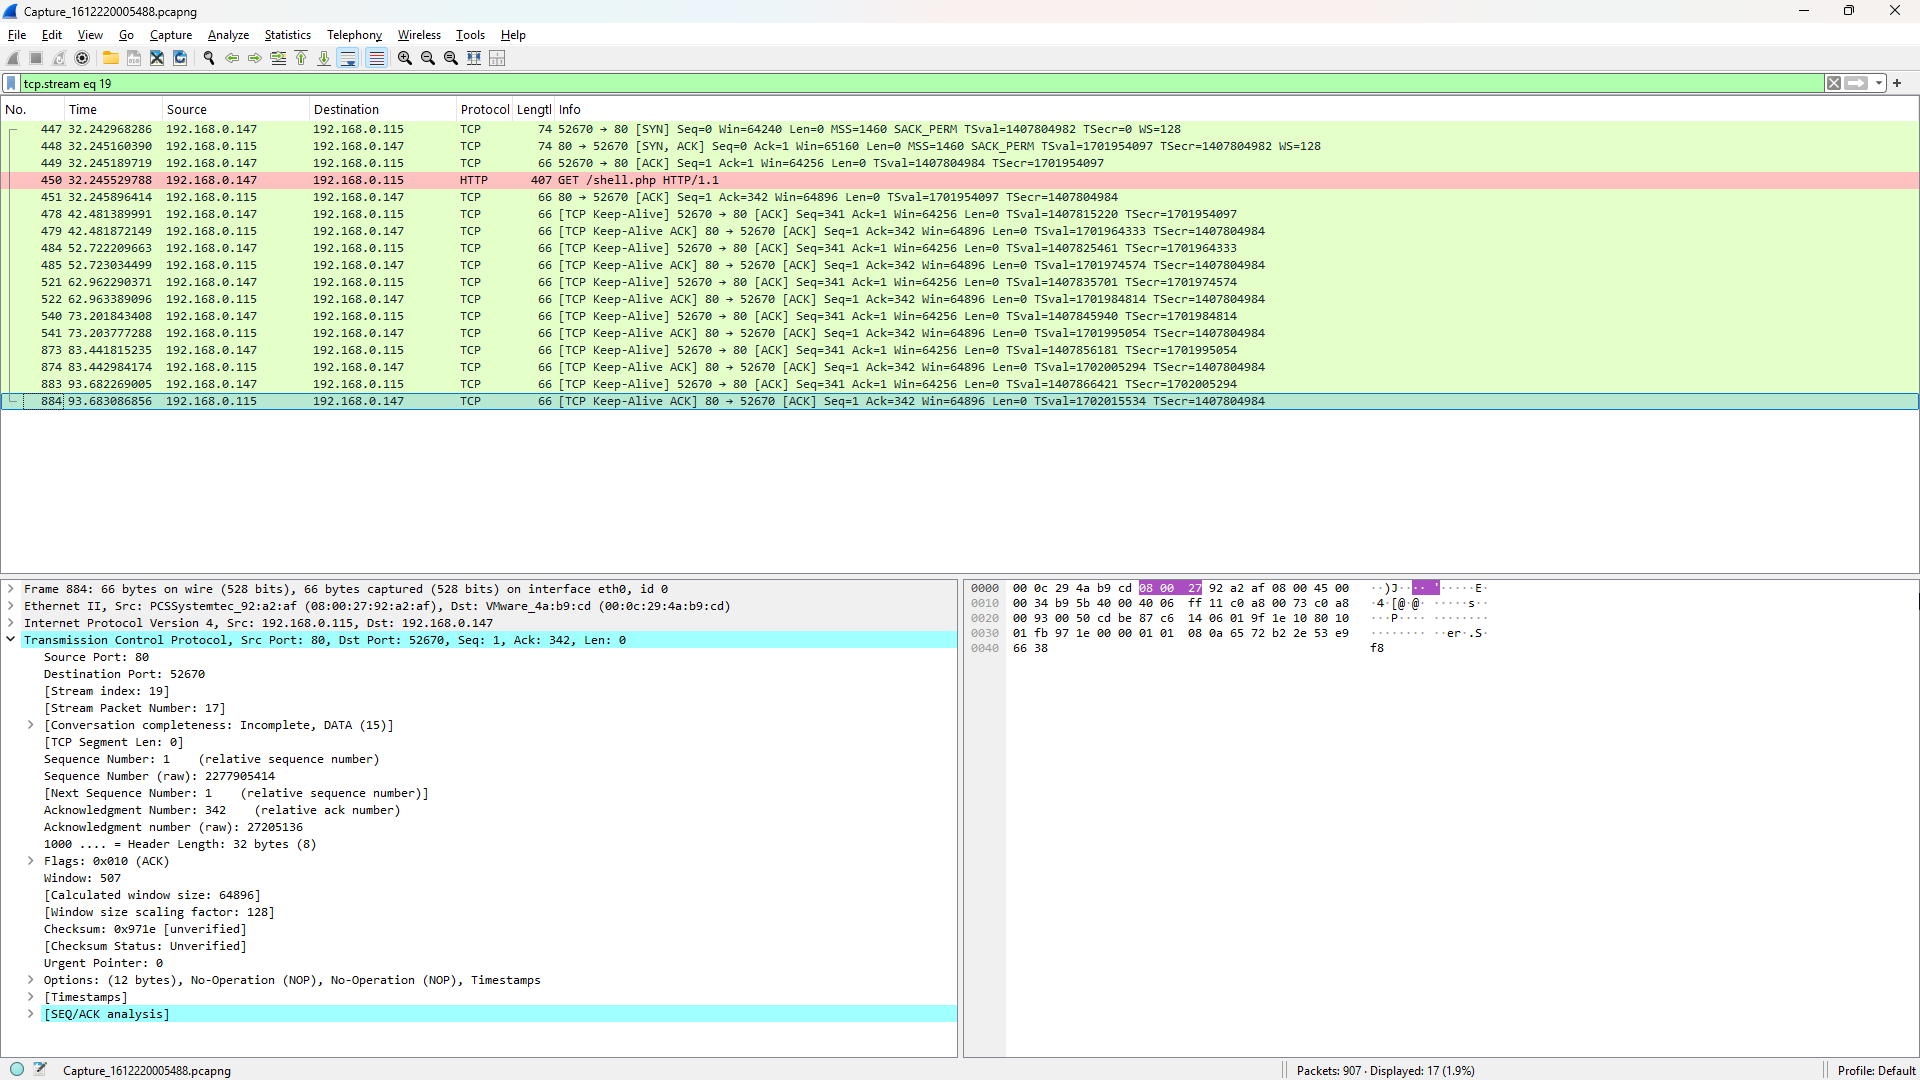 Capture_1612220005488.pcapng
File Edit View Go Capture Analyze Statistics Telephony Wireless Tools Help
tcp.stream eq 19
No. Time Source Destination Protocol Lengtl Info
447 32.242968286 192.168.0.147 192.168.0.115 TCP 74 52670 → 80 [SYN] Seq=0 Win=64240 Len=0 MSS=1460 SACK_PERM TSval=1407804982 TSecr=0 WS=128
448 32.245160390 192.168.0.115 192.168.0.147 TCP 74 80 → 52670 [SYN, ACK] Seq=0 Ack=1 Win=65160 Len=0 MSS=1460 SACK_PERM TSval=1701954097 TSecr=1407804982 WS=128
449 32.245189719 192.168.0.147 192.168.0.115 TCP 66 52670 → 80 [ACK] Seq=1 Ack=1 Win=64256 Len=0 TSval=1407804984 TSecr=1701954097
450 32.245529788 192.168.0.147 192.168.0.115 HTTP 407 GET /shell.php HTTP/1.1
451 32.245896414 192.168.0.115 192.168.0.147 TCP 66 80 → 52670 [ACK] Seq=1 Ack=342 Win=64896 Len=0 TSval=1701954097 TSecr=1407804984
478 42.481389991 192.168.0.147 192.168.0.115 TCP 66 [TCP Keep-Alive] 52670 → 80 [ACK] Seq=341 Ack=1 Win=64256 Len=0 TSval=1407815220 TSecr=1701954097
479 42.481872149 192.168.0.115 192.168.0.147 TCP 66 [TCP Keep-Alive ACK] 80 → 52670 [ACK] Seq=1 Ack=342 Win=64896 Len=0 TSval=1701964333 TSecr=1407804984
484 52.722209663 192.168.0.147 192.168.0.115 TCP 66 [TCP Keep-Alive] 52670 → 80 [ACK] Seq=341 Ack=1 Win=64256 Len=0 TSval=1407825461 TSecr=1701964333
485 52.723034499 192.168.0.115 192.168.0.147 TCP 66 [TCP Keep-Alive ACK] 80 → 52670 [ACK] Seq=1 Ack=342 Win=64896 Len=0 TSval=1701974574 TSecr=1407804984
521 62.962290371 192.168.0.147 192.168.0.115 TCP 66 [TCP Keep-Alive] 52670 → 80 [ACK] Seq=341 Ack=1 Win=64256 Len=0 TSval=1407835701 TSecr=1701974574
522 62.963389096 192.168.0.115 192.168.0.147 TCP 66 [TCP Keep-Alive ACK] 80 → 52670 [ACK] Seq=1 Ack=342 Win=64896 Len=0 TSval=1701984814 TSecr=1407804984
540 73.201843408 192.168.0.147 192.168.0.115 TCP 66 [TCP Keep-Alive] 52670 → 80 [ACK] Seq=341 Ack=1 Win=64256 Len=0 TSval=1407845940 TSecr=1701984814
541 73.203777288 192.168.0.115 192.168.0.147 TCP 66 [TCP Keep-Alive ACK] 80 → 52670 [ACK] Seq=1 Ack=342 Win=64896 Len=0 TSval=1701995054 TSecr=1407804984
873 83.441815235 192.168.0.147 192.168.0.115 TCP 66 [TCP Keep-Alive] 52670 → 80 [ACK] Seq=341 Ack=1 Win=64256 Len=0 TSval=1407856181 TSecr=1701995054
874 83.442984174 192.168.0.115 192.168.0.147 TCP 66 [TCP Keep-Alive ACK] 80 → 52670 [ACK] Seq=1 Ack=342 Win=64896 Len=0 TSval=1702005294 TSecr=1407804984
883 93.682269005 192.168.0.147 192.168.0.115 TCP 66 [TCP Keep-Alive] 52670 → 80 [ACK] Seq=341 Ack=1 Win=64256 Len=0 TSval=1407866421 TSecr=1702005294
884 93.683086856 192.168.0.115 192.168.0.147 TCP 66 [TCP Keep-Alive ACK] 80 → 52670 [ACK] Seq=1 Ack=342 Win=64896 Len=0 TSval=1702015534 TSecr=1407804984
Frame 884: 66 bytes on wire (528 bits), 66 bytes captured (528 bits) on interface eth0, id 0
Ethernet II, Src: PCSSystemtec_92:a2:af (08:00:27:92:a2:af), Dst: VMware_4a:b9:cd (00:0c:29:4a:b9:cd)
Internet Protocol Version 4, Src: 192.168.0.115, Dst: 192.168.0.147
Transmission Control Protocol, Src Port: 80, Dst Port: 52670, Seq: 1, Ack: 342, Len: 0
Source Port: 80
Destination Port: 52670
[Stream index: 19]
[Stream Packet Number: 17]
[Conversation completeness: Incomplete, DATA (15)]
[TCP Segment Len: 0]
Sequence Number: 1 (relative sequence number)
Sequence Number (raw): 2277905414
[Next Sequence Number: 1 (relative sequence number)]
Acknowledgment Number: 342 (relative ack number)
Acknowledgment number (raw): 27205136
1000 .... = Header Length: 32 bytes (8)
Flags: 0x010 (ACK)
Window: 507
[Calculated window size: 64896]
[Window size scaling factor: 128]
Checksum: 0x971e [unverified]
[Checksum Status: Unverified]
Urgent Pointer: 0
Options: (12 bytes), No-Operation (NOP), No-Operation (NOP), Timestamps
[Timestamps]
[SEQ/ACK analysis]
0000 00 0c 29 4a b9 cd 08 00 27 92 a2 af 08 00 45 00 ··)J····'·····E·
0010 00 34 b9 5b 40 00 40 06 ff 11 c0 a8 00 73 c0 a8 ·4·[@·@· ·····s··
0020 00 93 00 50 cd be 87 c6 14 06 01 9f 1e 10 80 10 ···P···· ········
0030 01 fb 97 1e 00 00 01 01 08 0a 65 72 b2 2e 53 e9 ········ ··er·.S·
0040 66 38 f8
Capture_1612220005488.pcapng
Packets: 907 · Displayed: 17 (1.9%)
Profile: Default